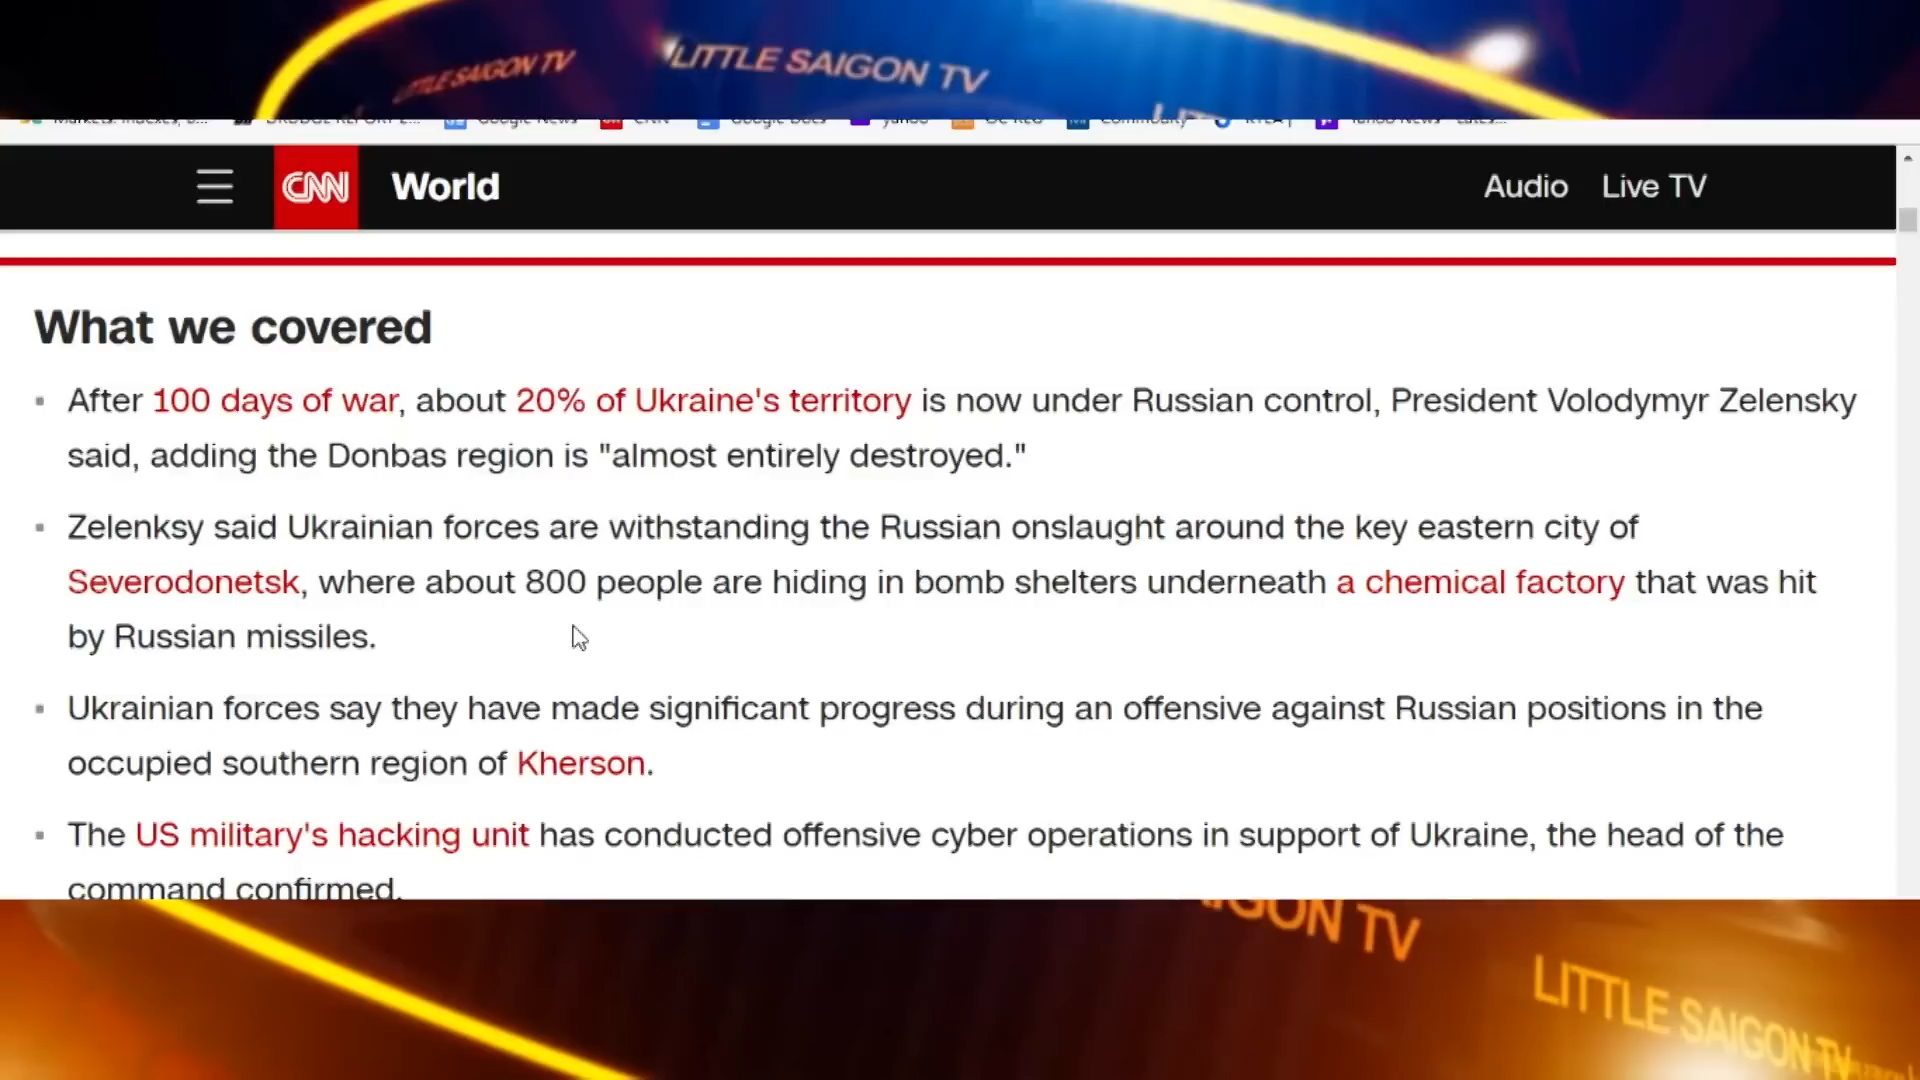 LITTLE SAIGON TV
LITTLE SAIGON TV
CNN World Audio Live TV
What we covered
After 100 days of war, about 20% of Ukraine's territory is now under Russian control, President Volodymyr Zelensky
said, adding the Donbas region is "almost entirely destroyed."
Zelenksy said Ukrainian forces are withstanding the Russian onslaught around the key eastern city of
Severodonetsk, where about 800 people are hiding in bomb shelters underneath a chemical factory that was hit
by Russian missiles.
Ukrainian forces say they have made significant progress during an offensive against Russian positions in the
occupied southern region of Kherson.
The US military's hacking unit has conducted offensive cyber operations in support of Ukraine, the head of the
command confirmed.
TV
LITTLE SAIGON TV